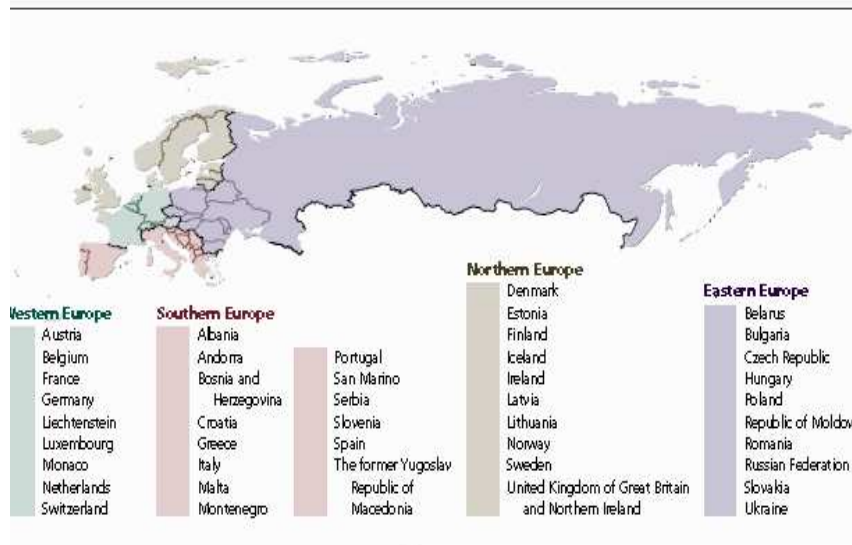 Western Europe
Austria
Belgium
France
Germany
Liechtenstein
Luxembourg
Monaco
Netherlands
Switzerland
Southern Europe
Albania
Andorra
Bosnia and
Herzegovina
Croatia
Greece
Italy
Malta
Montenegro
Portugal
San Marino
Serbia
Slovenia
Spain
The former Yugoslav
Republic of
Macedonia
Northern Europe
Denmark
Estonia
Finland
Iceland
Ireland
Latvia
Lithuania
Norway
Sweden
United Kingdom of Great Britain
and Northern Ireland
Eastern Europe
Belarus
Bulgaria
Czech Republic
Hungary
Poland
Republic of Moldov
Romania
Russian Federation
Slovakia
Ukraine